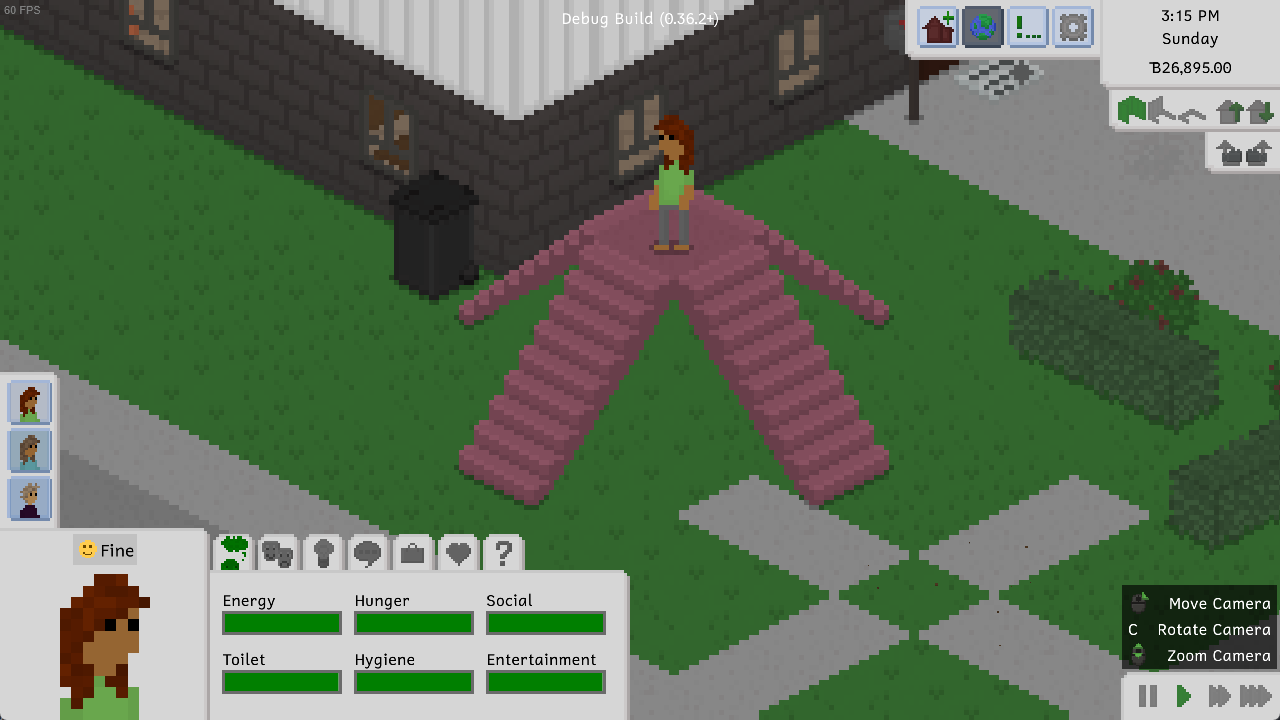 60 FPS
Debug Build (0.36.2+)
3:15 PM
Sunday
Ƀ26,895.00
Fine
Energy
Hunger
Social
Toilet
Hygiene
Entertainment
?
Move Camera
C Rotate Camera
Zoom Camera